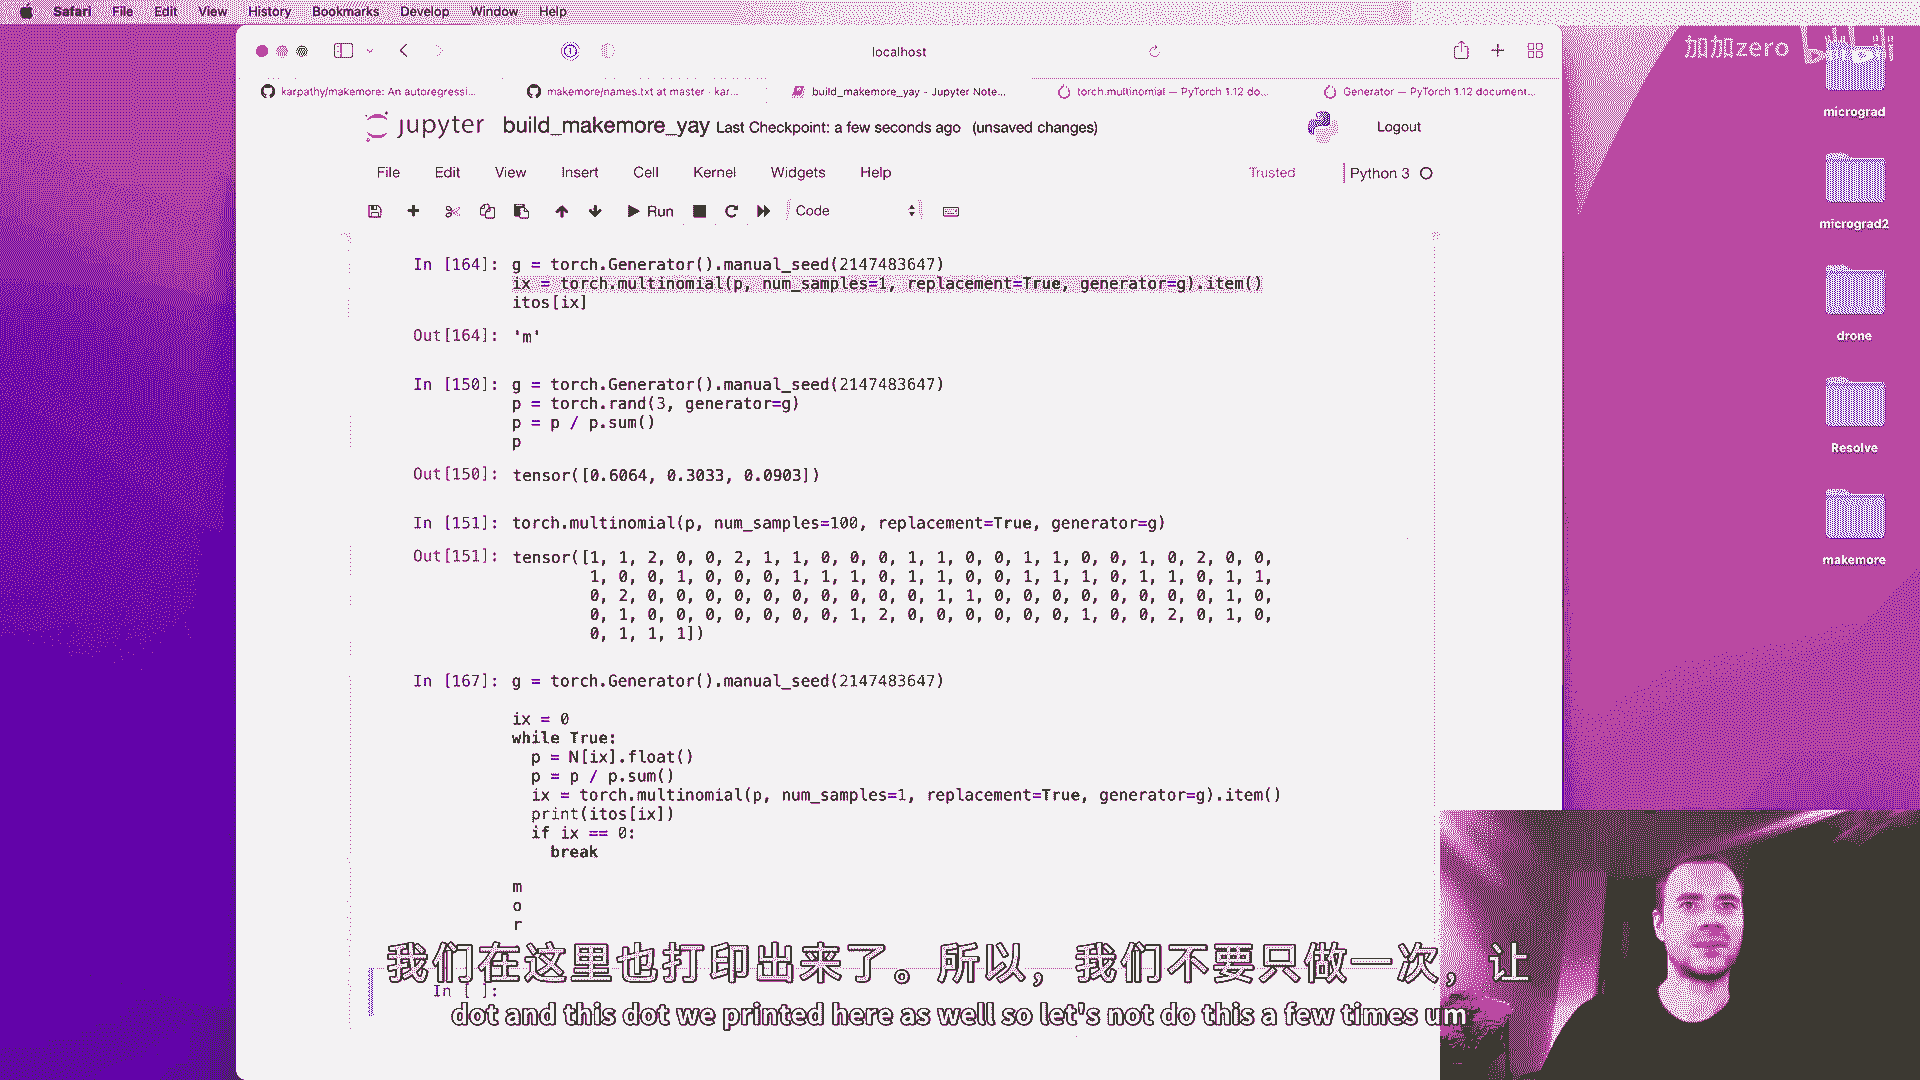 Safari File Edit View History Bookmarks Develop Window Help
加加zero
localhost
karpathy/makemore: An autoregressi...
makemore/names.txt at master · kar...
build_makemore_yay - Jupyter Note...
torch.multinomial — PyTorch 1.12 do...
Generator — PyTorch 1.12 document...
jupyter build_makemore_yay Last Checkpoint: a few seconds ago (unsaved changes)
Logout
File Edit View Insert Cell Kernel Widgets Help
Trusted
Python 3
Run
Code
In [164]: g = torch.Generator().manual_seed(2147483647)
ix = torch.multinomial(p, num_samples=1, replacement=True, generator=g).item()
itos[ix]
Out[164]: 'm'
In [150]: g = torch.Generator().manual_seed(2147483647)
p = torch.rand(3, generator=g)
p = p / p.sum()
p
Out[150]: tensor([0.6064, 0.3033, 0.0903])
In [151]: torch.multinomial(p, num_samples=100, replacement=True, generator=g)
Out[151]: tensor([1, 1, 2, 0, 0, 2, 1, 1, 0, 0, 0, 1, 1, 0, 0, 1, 1, 0, 0, 1, 0, 2, 0, 0,
1, 0, 0, 1, 0, 0, 0, 1, 1, 1, 0, 1, 1, 0, 0, 1, 1, 1, 0, 1, 1, 0, 1, 1,
0, 2, 0, 0, 0, 0, 0, 0, 0, 0, 0, 0, 1, 1, 0, 0, 0, 0, 0, 0, 0, 0, 1, 0,
0, 1, 0, 0, 0, 0, 0, 0, 0, 1, 2, 0, 0, 0, 0, 0, 0, 1, 0, 0, 2, 0, 1, 0,
0, 1, 1, 1])
In [167]: g = torch.Generator().manual_seed(2147483647)
ix = 0
while True:
p = N[ix].float()
p = p / p.sum()
ix = torch.multinomial(p, num_samples=1, replacement=True, generator=g).item()
print(itos[ix])
if ix == 0:
break
m
o
r
In [ ]:
我们在这里也打印出来了。所以，我们不要只做一次，让
dot and this dot we printed here as well so let's not do this a few times um
micrograd
micrograd2
drone
Resolve
makemore